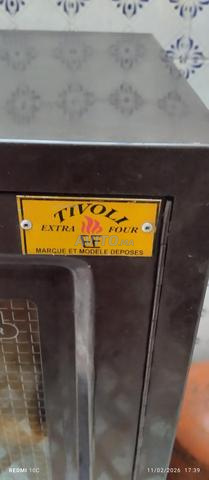 TIVOLI
EXTRA FOUR
MARQUE ET MODELE DEPOSES
REDMI 10C
11/02/2026 17:39